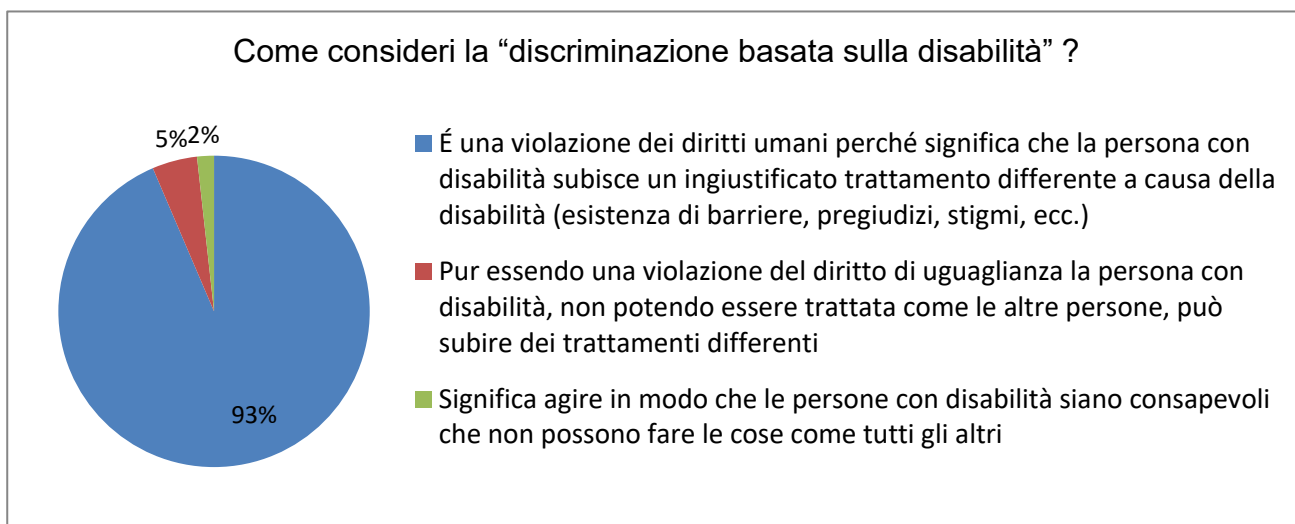 Come consideri la “discriminazione basata sulla disabilità” ?
5% 2%
93%
É una violazione dei diritti umani perché significa che la persona con
disabilità subisce un ingiustificato trattamento differente a causa della
disabilità (esistenza di barriere, pregiudizi, stigmi, ecc.)
Pur essendo una violazione del diritto di uguaglianza la persona con
disabilità, non potendo essere trattata come le altre persone, può
subire dei trattamenti differenti
Significa agire in modo che le persone con disabilità siano consapevoli
che non possono fare le cose come tutti gli altri